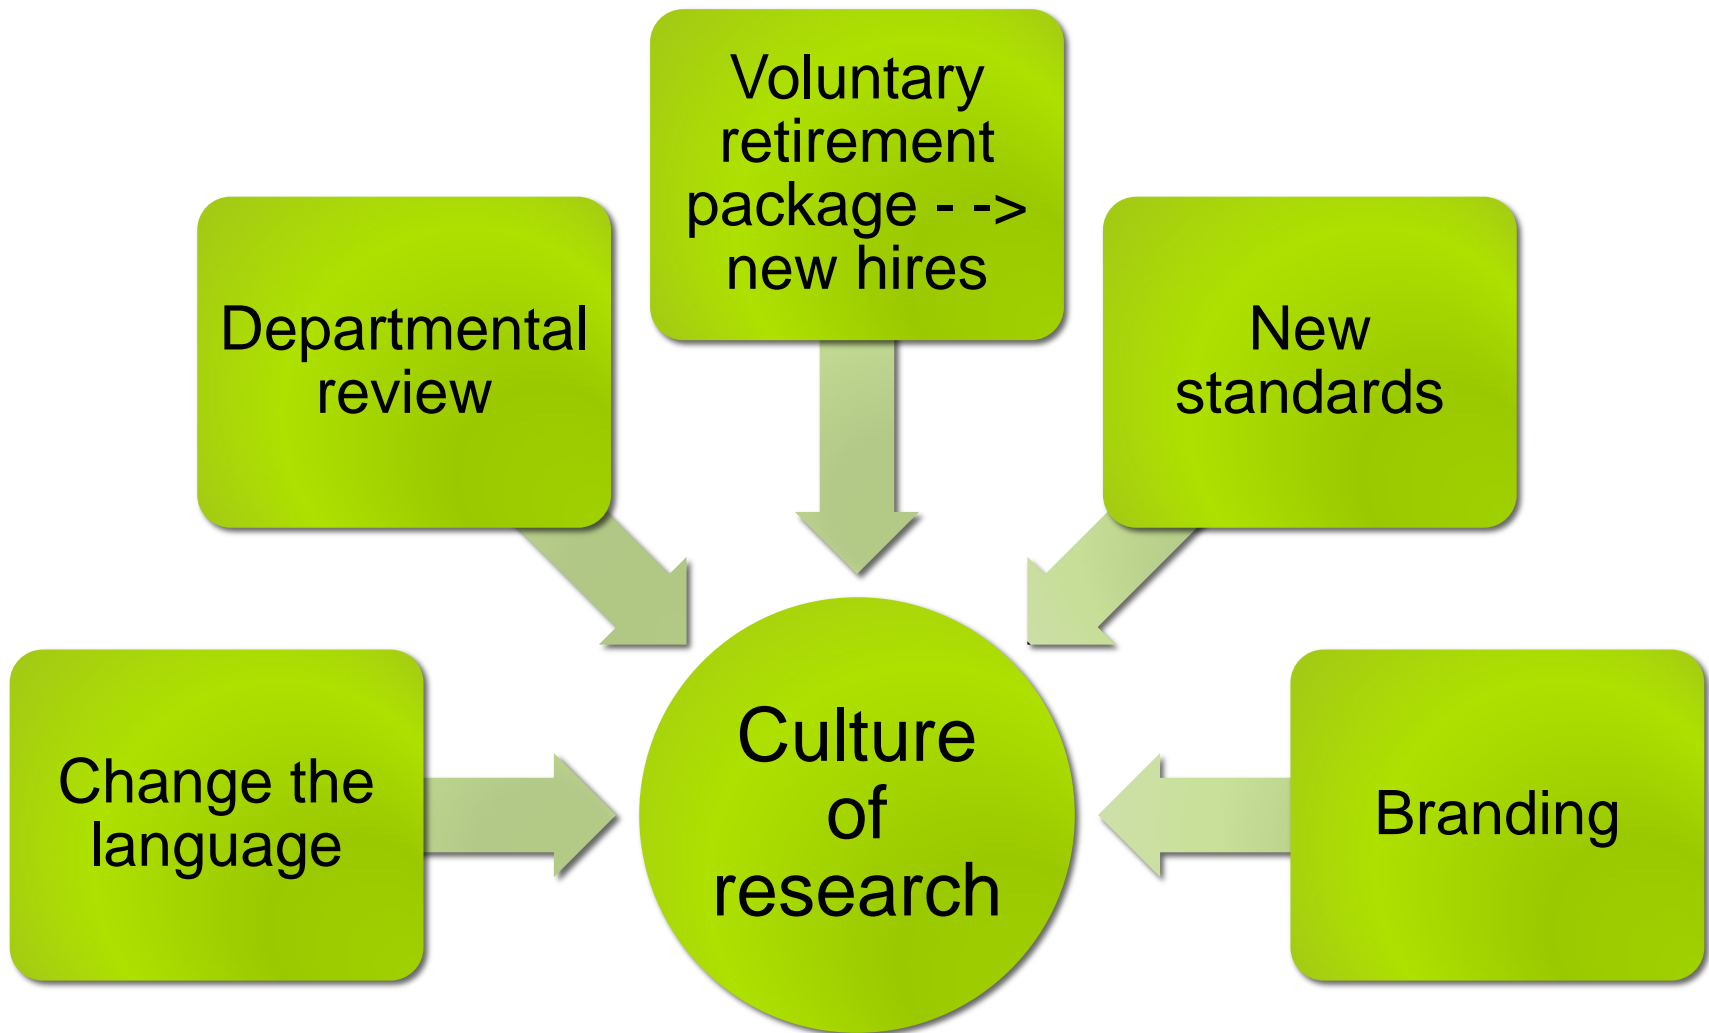 Voluntary
retirement
package - ->
new hires
Departmental
review
New
standards
Change the
language
Culture
of
research
Branding